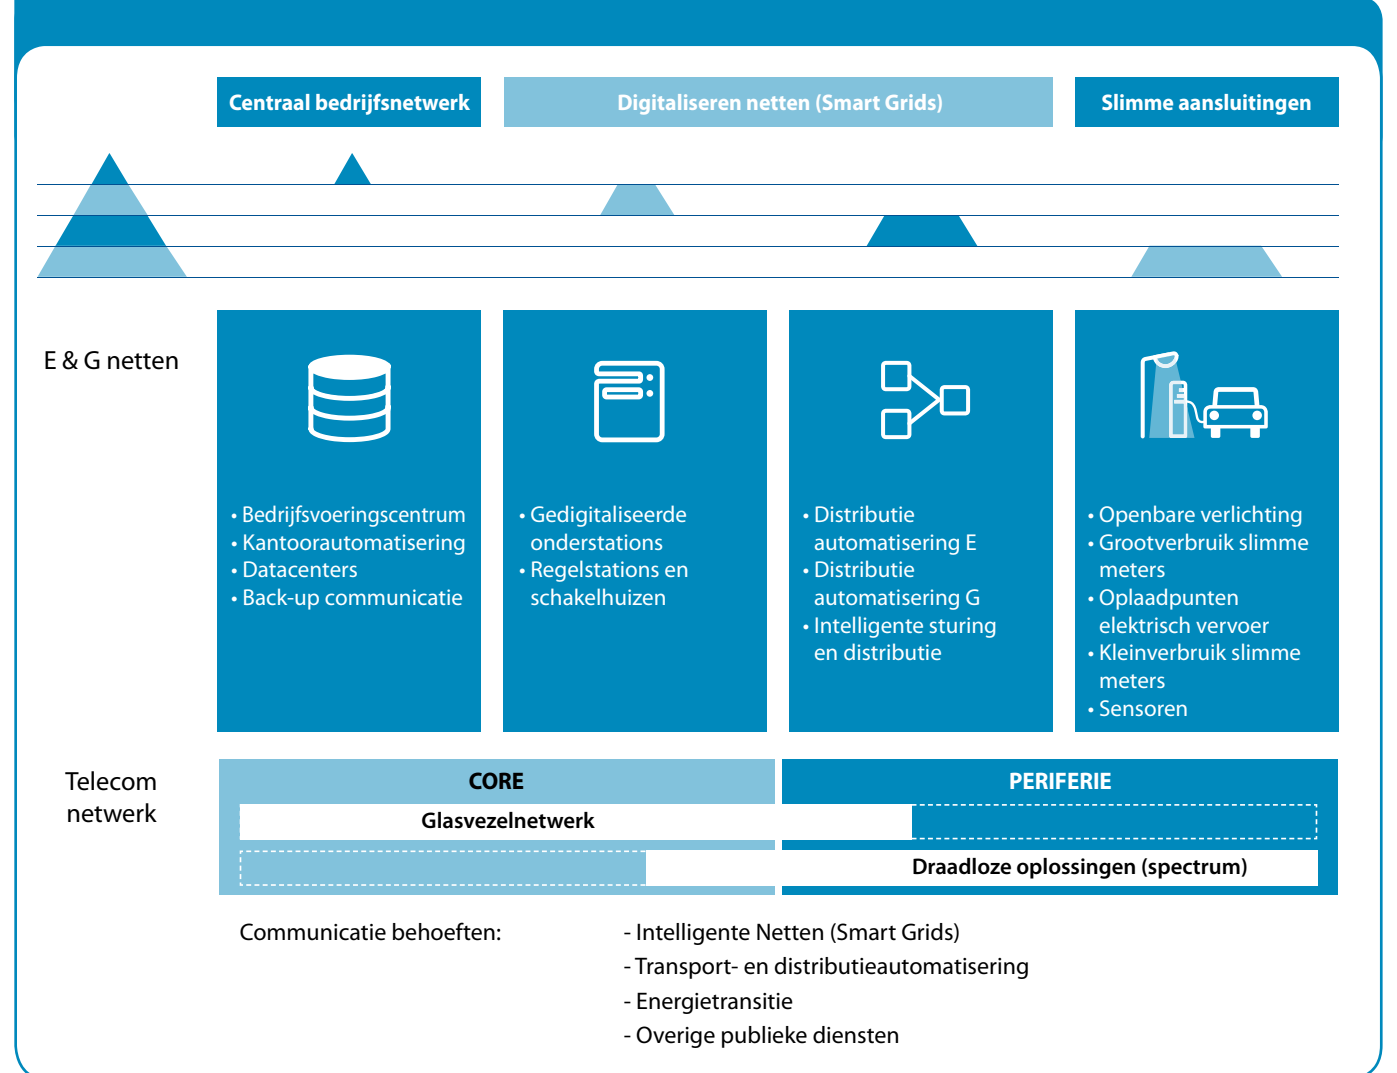 Centraal bedrijfsnetwerk
Digitaliseren netten (Smart Grids)
Slimme aansluitingen
E & G netten
• Bedrijfsvoeringscentrum
• Kantoorautomatisering
• Datacenters
• Back-up communicatie
• Gedigitaliseerde
onderstations
• Regelstations en
schakelhuizen
• Distributie
automatisering E
• Distributie
automatisering G
• Intelligente sturing
en distributie
• Openbare verlichting
• Grootverbruik slimme
meters
• Oplaadpunten
elektrisch vervoer
• Kleinverbruik slimme
meters
• Sensoren
Telecom
netwerk
CORE
PERIFERIE
Glasvezelnetwerk
Draadloze oplossingen (spectrum)
Communicatie behoeften:
- Intelligente Netten (Smart Grids)
- Transport- en distributieautomatisering
- Energietransitie
- Overige publieke diensten